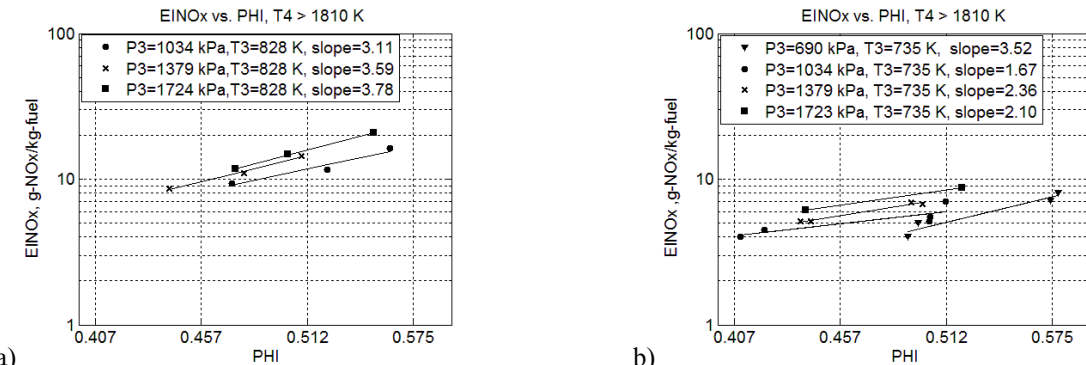 EINOx vs. PHI, T4 > 1810 K
100
P3=1034 kPa,T3=828 K, slope=3.11
P3=1379 kPa,T3=828 K, slope=3.59
P3=1724 kPa,T3=828 K, slope=3.78
EINOx, g-NOx/kg-fuel
10
1
0.407 0.457 0.512 0.575
PHI
a)
EINOx vs. PHI, T4 > 1810 K
100
P3=690 kPa,T3=735 K, slope=3.52
P3=1034 kPa, T3=735 K, slope=1.67
P3=1379 kPa, T3=735 K, slope=2.36
P3=1723 kPa, T3=735 K, slope=2.10
EINOx ,g-NOx/kg-fuel
10
1
0.407 0.457 0.512 0.575
PHI
b)